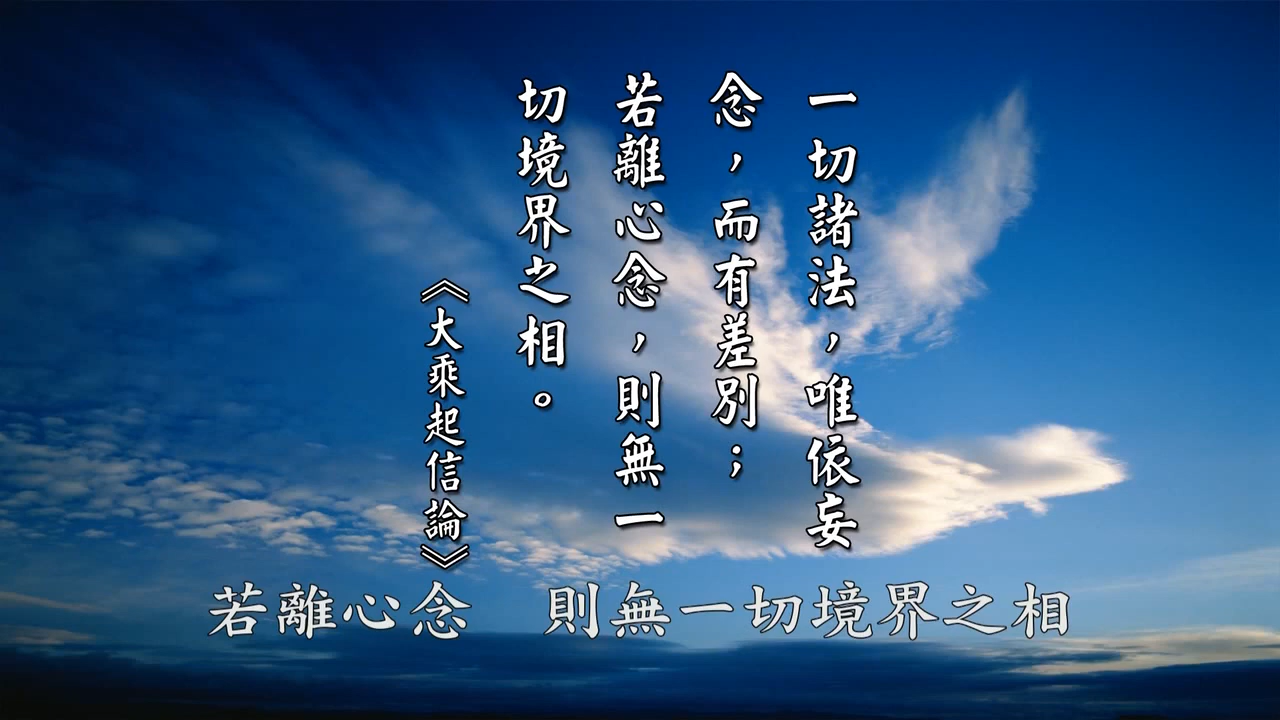 一切諸法，唯依妄
念，而有差別；
若離心念，則無一
切境界之相。
《大乘起信論》
若離心念　則無一切境界之相